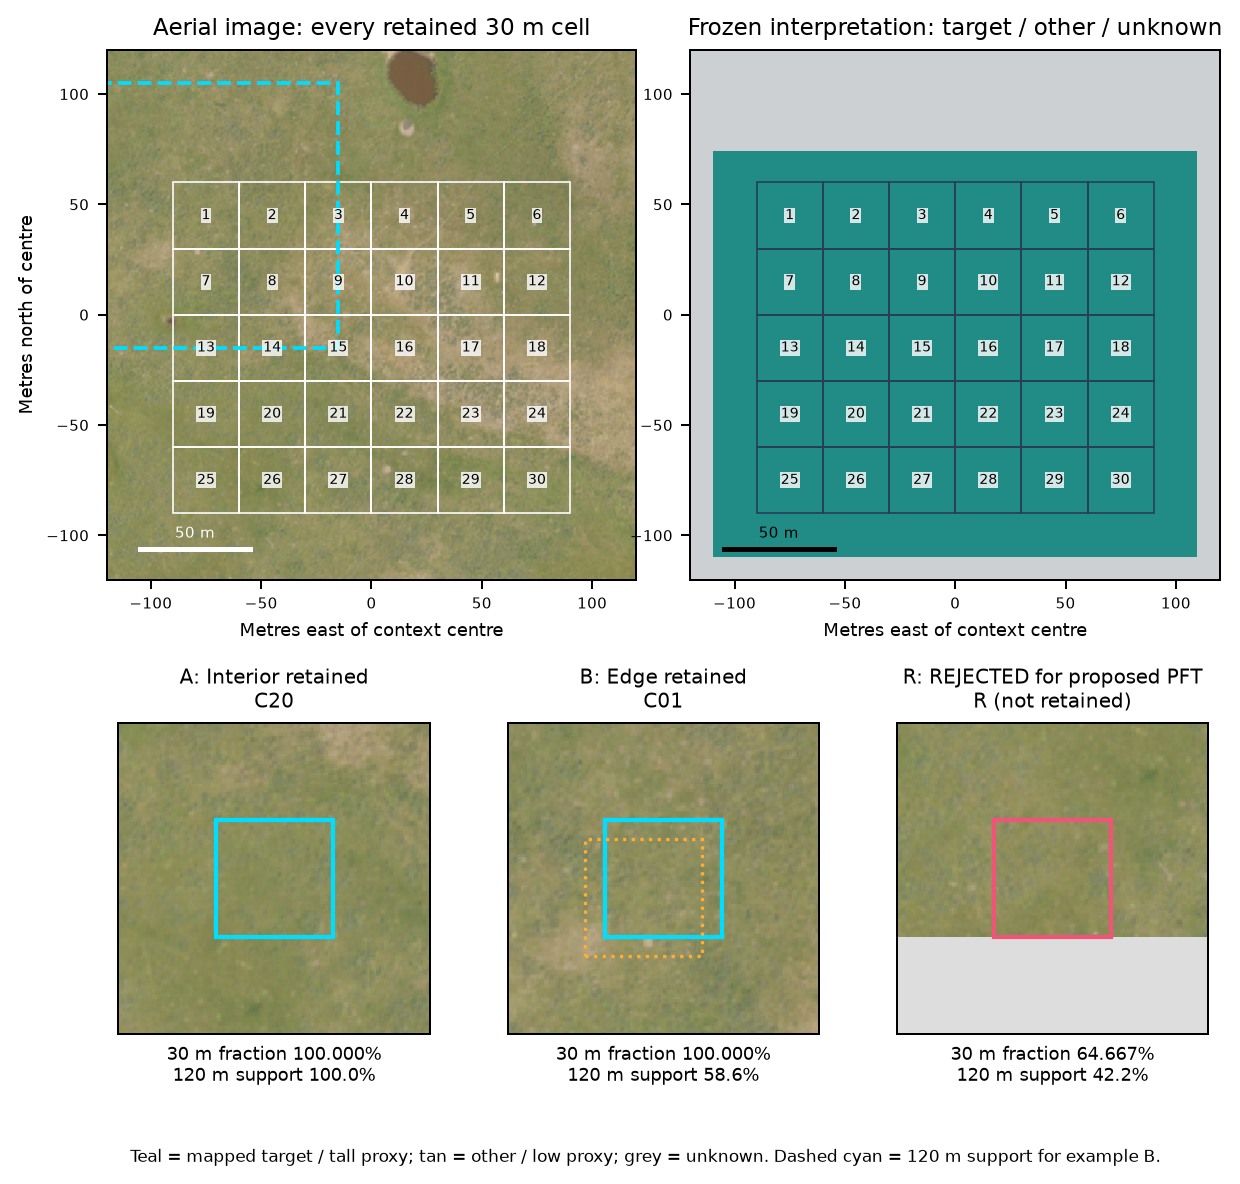 Aerial image: every retained 30 m cell
Frozen interpretation: target / other / unknown
Metres north of centre
100
50
0
−50
−100
1 2 3 4 5 6
7 8 9 10 11 12
13 14 15 16 17 18
19 20 21 22 23 24
25 26 27 28 29 30
50 m
−100 −50 0 50 100
Metres east of context centre
100
50
0
−50
−100
1 2 3 4 5 6
7 8 9 10 11 12
13 14 15 16 17 18
19 20 21 22 23 24
25 26 27 28 29 30
50 m
−100 −50 0 50 100
Metres east of context centre
A: Interior retained
C20
30 m fraction 100.000%
120 m support 100.0%
B: Edge retained
C01
30 m fraction 100.000%
120 m support 58.6%
R: REJECTED for proposed PFT
R (not retained)
30 m fraction 64.667%
120 m support 42.2%
Teal = mapped target / tall proxy; tan = other / low proxy; grey = unknown. Dashed cyan = 120 m support for example B.